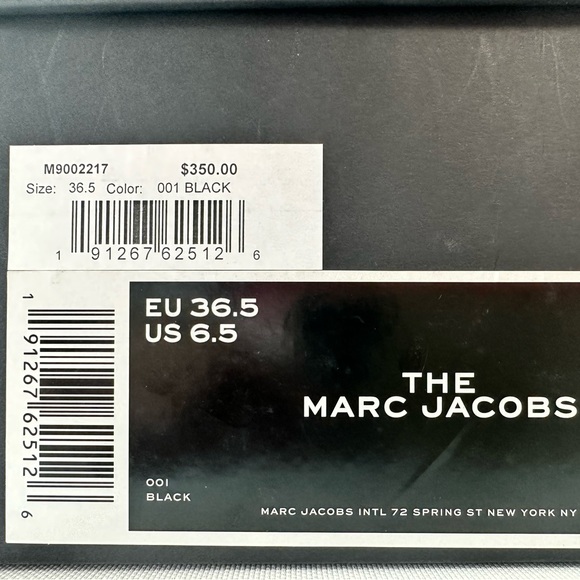 M9002217 $350.00
Size: 36.5 Color: 001 BLACK
1 91267 62512 6
1 91267 62512 6
EU 36.5
US 6.5
THE
MARC JACOBS
001
BLACK
MARC JACOBS INTL 72 SPRING ST NEW YORK NY